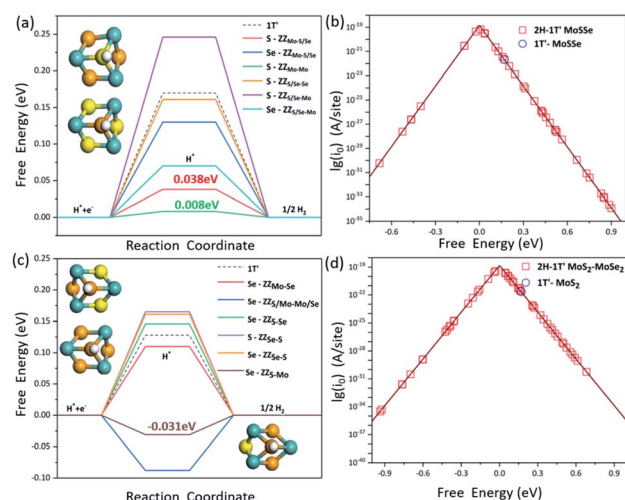 (a)
0.25
0.20
0.15
0.10
0.05
0.00
Free Energy (eV)
1T'
S - ZZMo-S/Se
Se - ZZMo-S/Se
S - ZZMo-Mo
S - ZZS/Se-Se
S - ZZS/Se-Mo
Se - ZZS/Se-Mo
H*
0.038eV
0.008eV
H⁺+e⁻
1/2 H2
Reaction Coordinate
(b)
10-19
10-21
10-23
10-25
10-27
10-29
10-31
10-33
10-35
lg(i0) (A/site)
2H-1T' MoSSe
1T'- MoSSe
-0.6 -0.3 0.0 0.3 0.6 0.9
Free Energy (eV)
(c)
0.25
0.20
0.15
0.10
0.05
0.00
-0.05
-0.10
Free Energy (eV)
1T'
Se - ZZMo-Se
Se - ZZS/Mo-Mo/Se
Se - ZZS-Se
S - ZZSe-S
Se - ZZSe-S
Se - ZZS-Mo
H*
H⁺+e⁻
1/2 H2
-0.031eV
Reaction Coordinate
(d)
10-19
10-22
10-25
10-28
10-31
10-34
10-37
10-40
lg(i0) (A/site)
2H-1T' MoS2-MoSe2
1T'- MoS2
-0.9 -0.6 -0.3 0.0 0.3 0.6 0.9
Free Energy (eV)